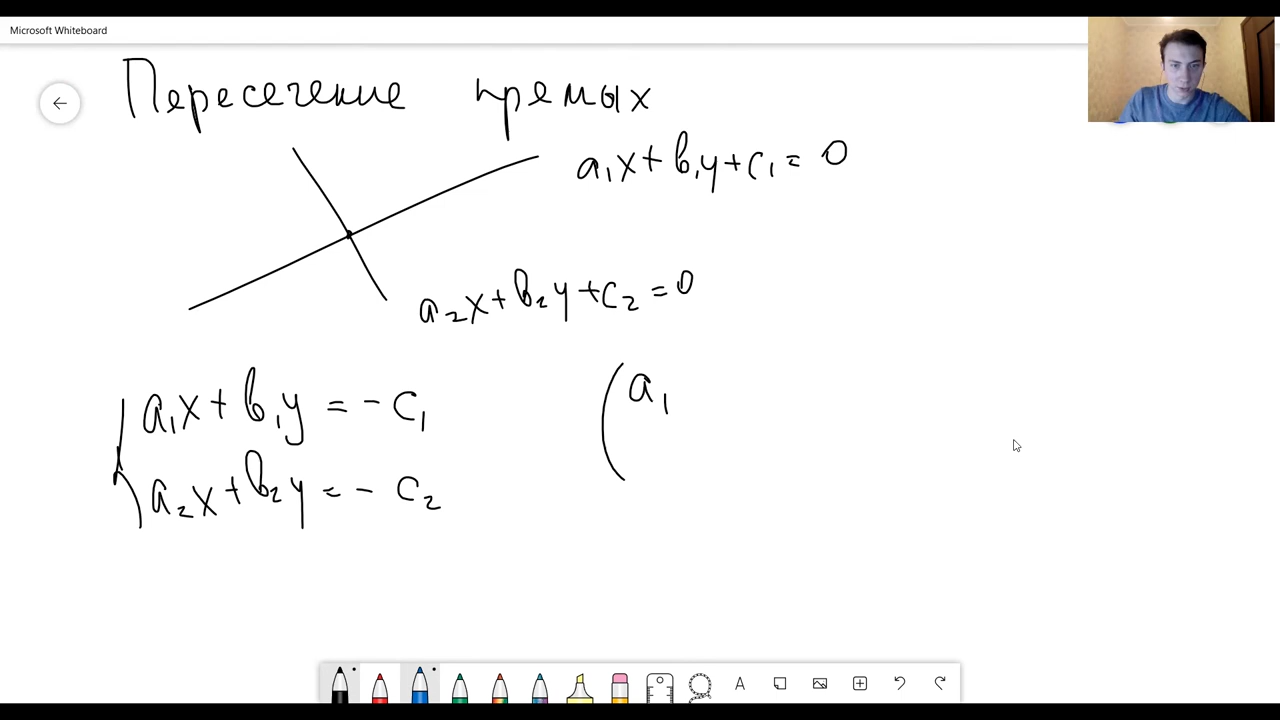 Microsoft Whiteboard
Пересечение прямых
a₁x + b₁y + c₁ = 0
a₂x + b₂y + c₂ = 0
a₁x + b₁y = - c₁
a₂x + b₂y = - c₂
( a₁
A